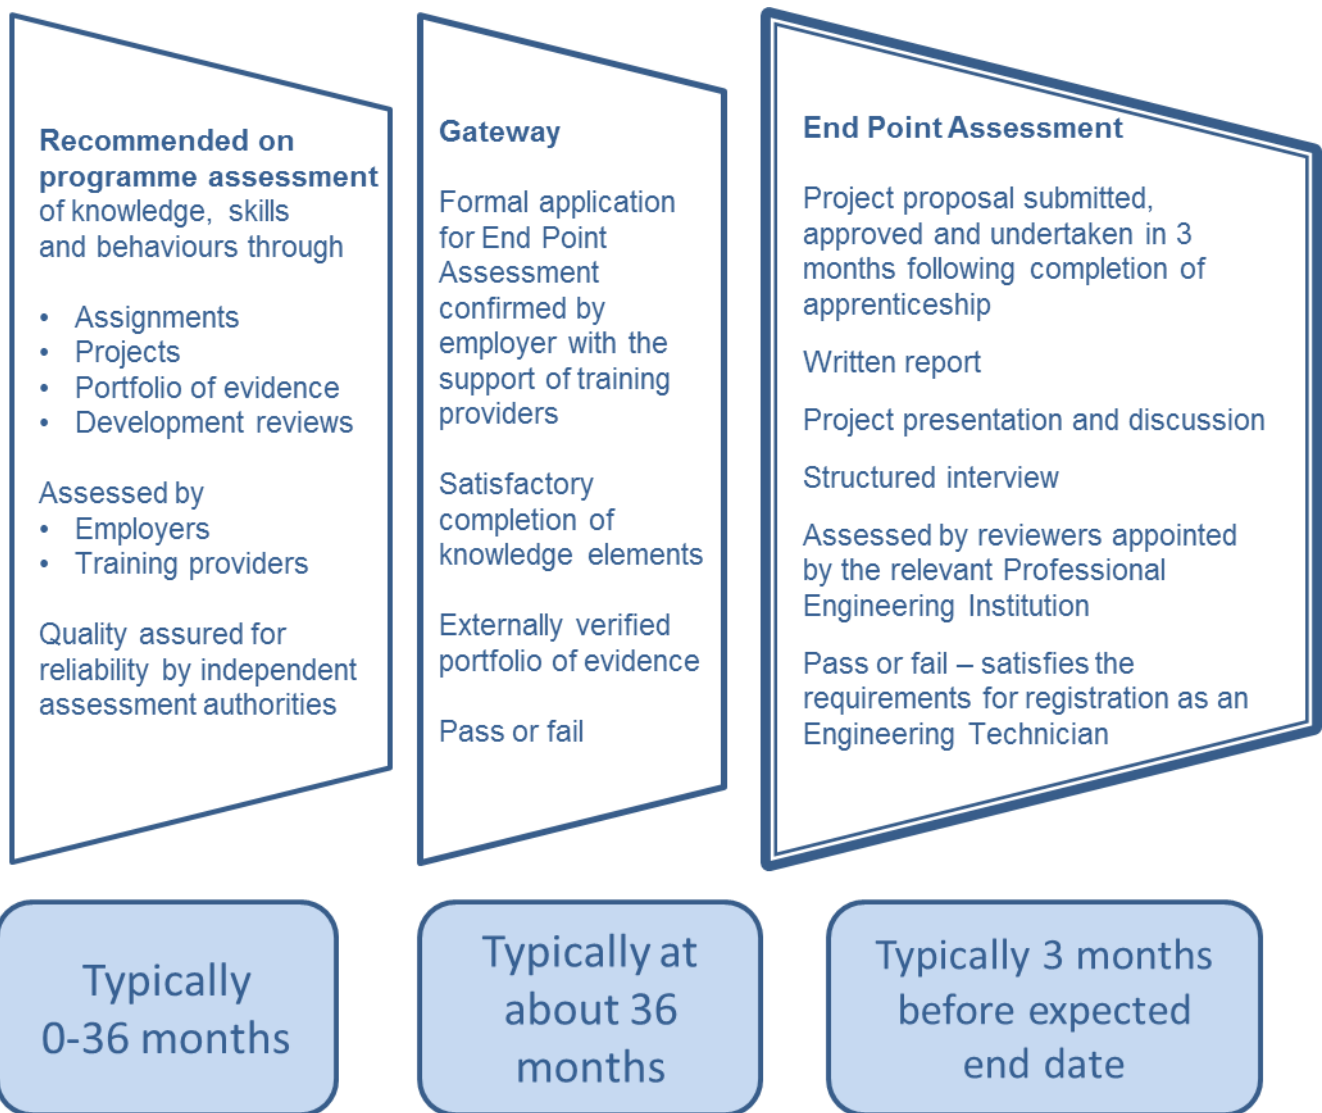 Recommended on
programme assessment
of knowledge, skills
and behaviours through
• Assignments
• Projects
• Portfolio of evidence
• Development reviews
Assessed by
• Employers
• Training providers
Quality assured for
reliability by independent
assessment authorities
Gateway
Formal application
for End Point
Assessment
confirmed by
employer with the
support of training
providers
Satisfactory
completion of
knowledge elements
Externally verified
portfolio of evidence
Pass or fail
End Point Assessment
Project proposal submitted,
approved and undertaken in 3
months following completion of
apprenticeship
Written report
Project presentation and discussion
Structured interview
Assessed by reviewers appointed
by the relevant Professional
Engineering Institution
Pass or fail – satisfies the
requirements for registration as an
Engineering Technician
Typically
0-36 months
Typically at
about 36
months
Typically 3 months
before expected
end date